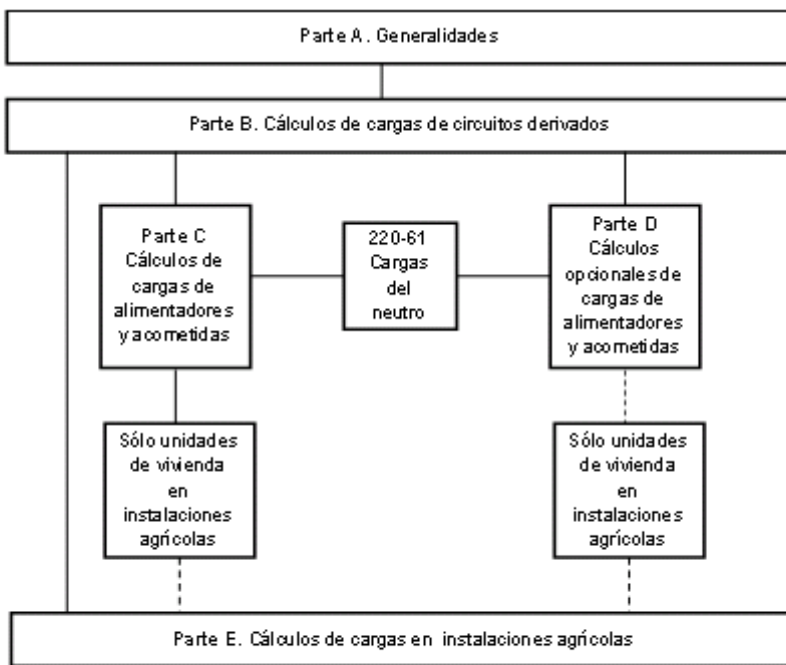 Parte A. Generalidades
Parte B. Cálculos de cargas de circuitos derivados
Parte C
Cálculos de
cargas de
alimentadores
y acometidas
220-61
Cargas
del
neutro
Parte D
Cálculos
opcionales de
cargas de
alimentadores
y acometidas
Sólo unidades
de vivienda
en
instalaciones
agrícolas
Sólo unidades
de vivienda
en
instalaciones
agrícolas
Parte E. Cálculos de cargas en instalaciones agrícolas